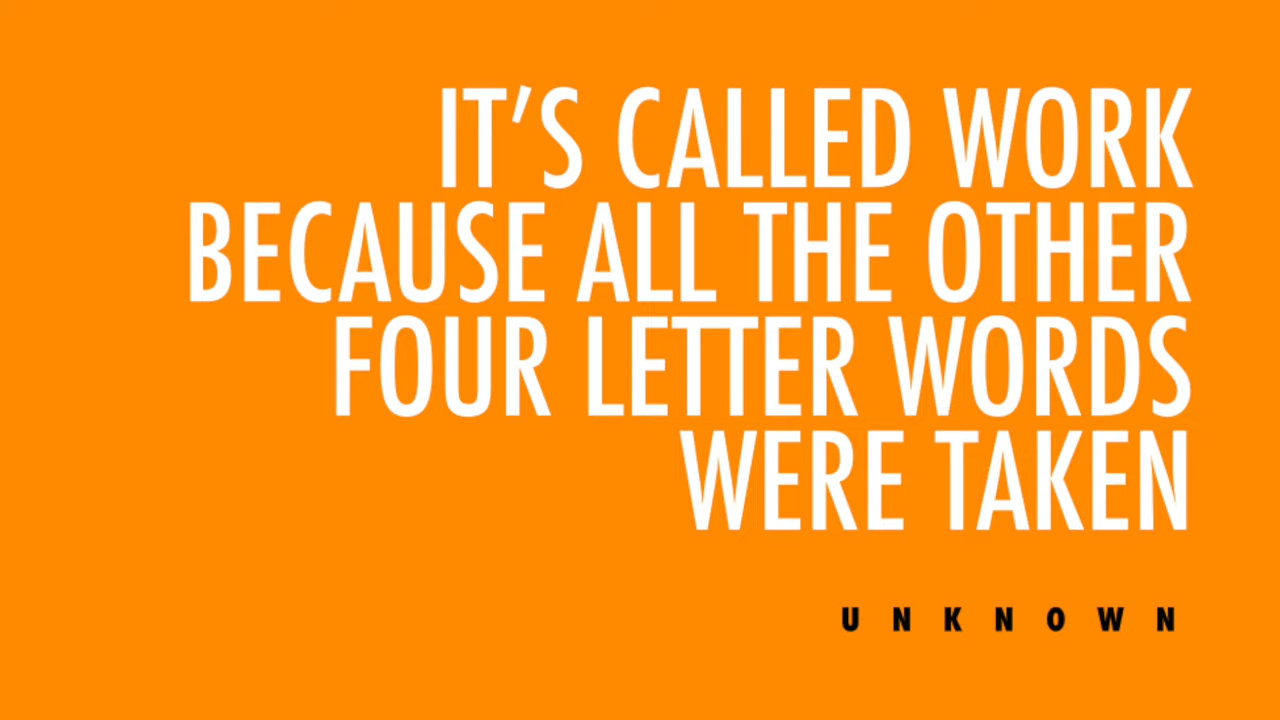 IT’S CALLED WORK
BECAUSE ALL THE OTHER
FOUR LETTER WORDS
WERE TAKEN
UNKNOWN